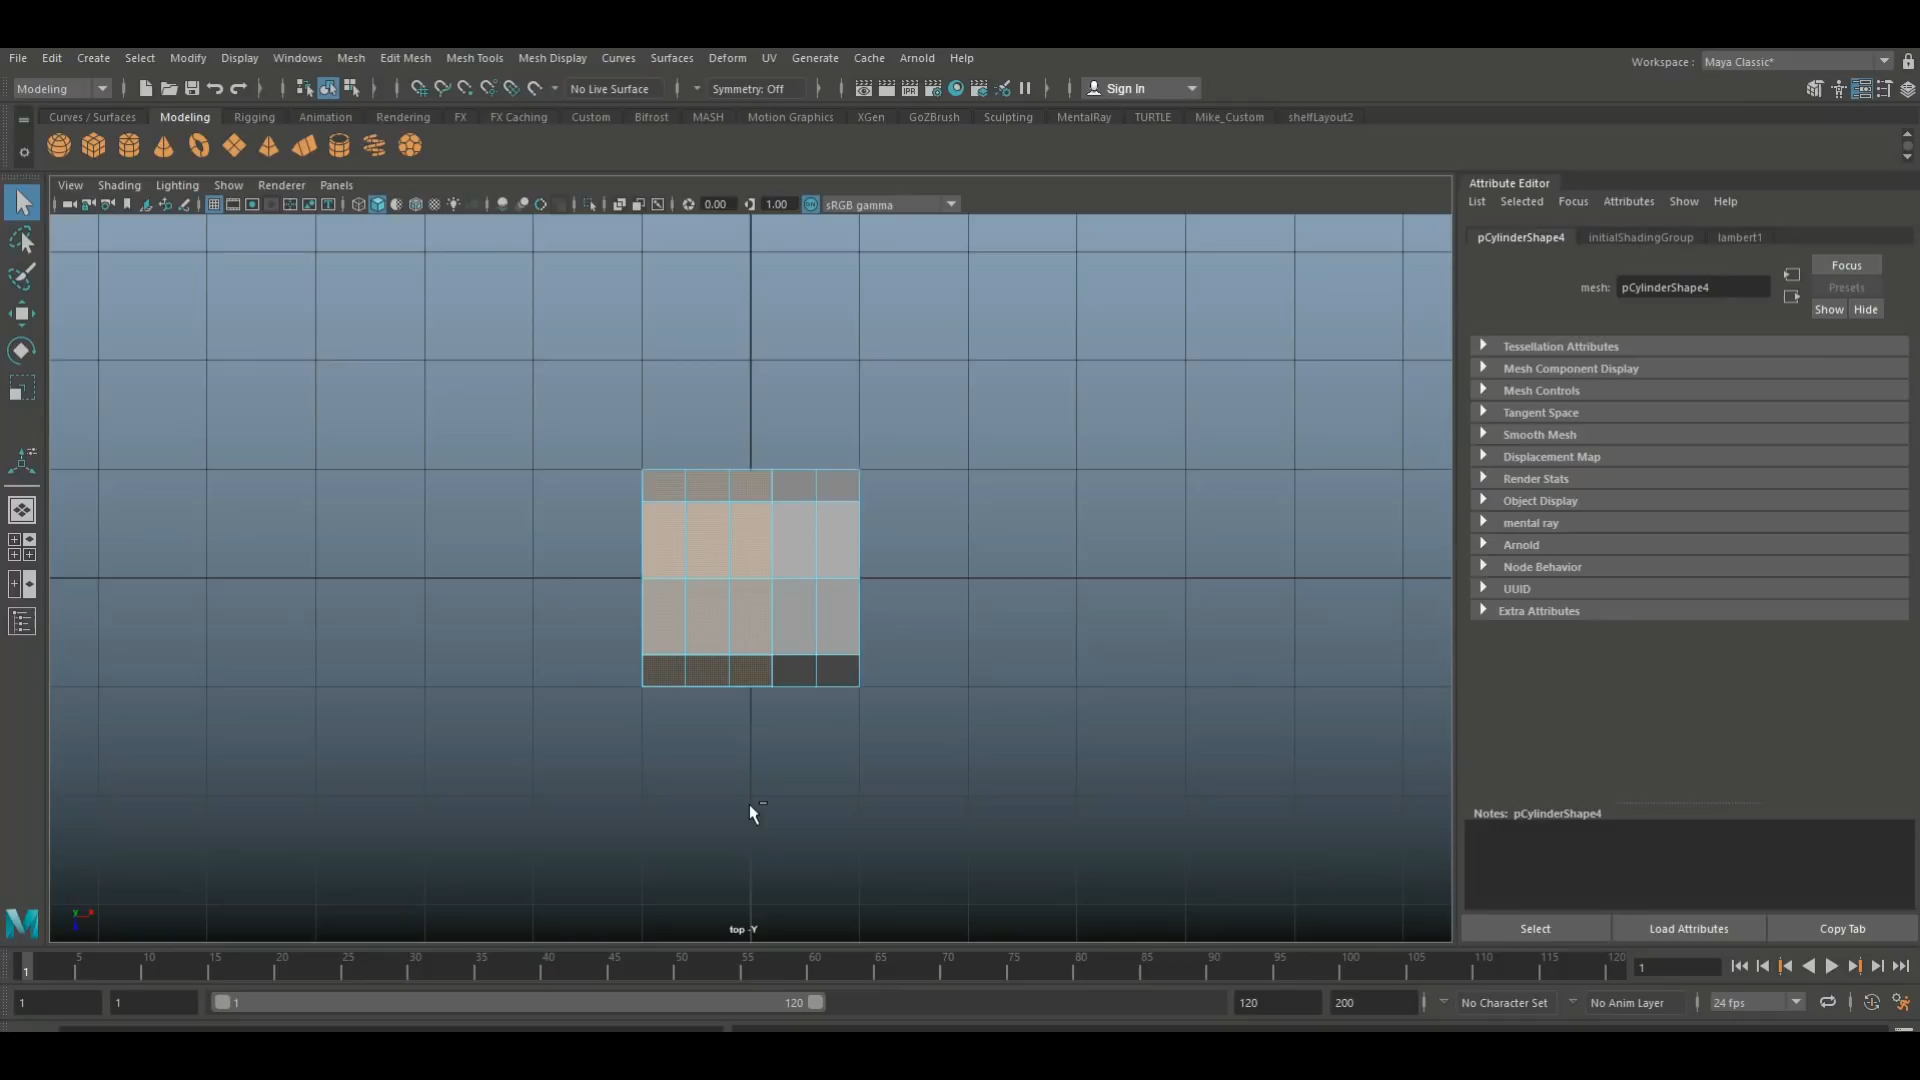 File Edit Create Select Modify Display Windows Mesh Edit Mesh Mesh Tools Mesh Display Curves Surfaces Deform UV Generate Cache Arnold Help
Workspace : Maya Classic*
Modeling No Live Surface Symmetry: Off IPR Sign In
Curves / Surfaces Modeling Rigging Animation Rendering FX FX Caching Custom Bifrost MASH Motion Graphics XGen GoZBrush Sculpting MentalRay TURTLE Mike_Custom shelfLayout2
View Shading Lighting Show Renderer Panels
0.00 1.00 sRGB gamma
Attribute Editor
List Selected Focus Attributes Show Help
pCylinderShape4 initialShadingGroup lambert1
Focus
mesh: pCylinderShape4
Presets
Show Hide
Tessellation Attributes
Mesh Component Display
Mesh Controls
Tangent Space
Smooth Mesh
Displacement Map
Render Stats
Object Display
mental ray
Arnold
Node Behavior
UUID
Extra Attributes
Notes: pCylinderShape4
top -Y
Select Load Attributes Copy Tab
5 10 15 20 25 30 35 40 45 50 55 60 65 70 75 80 85 90 95 100 105 110 115 120
1 1
1 1 1 120 120 200 No Character Set No Anim Layer 24 fps